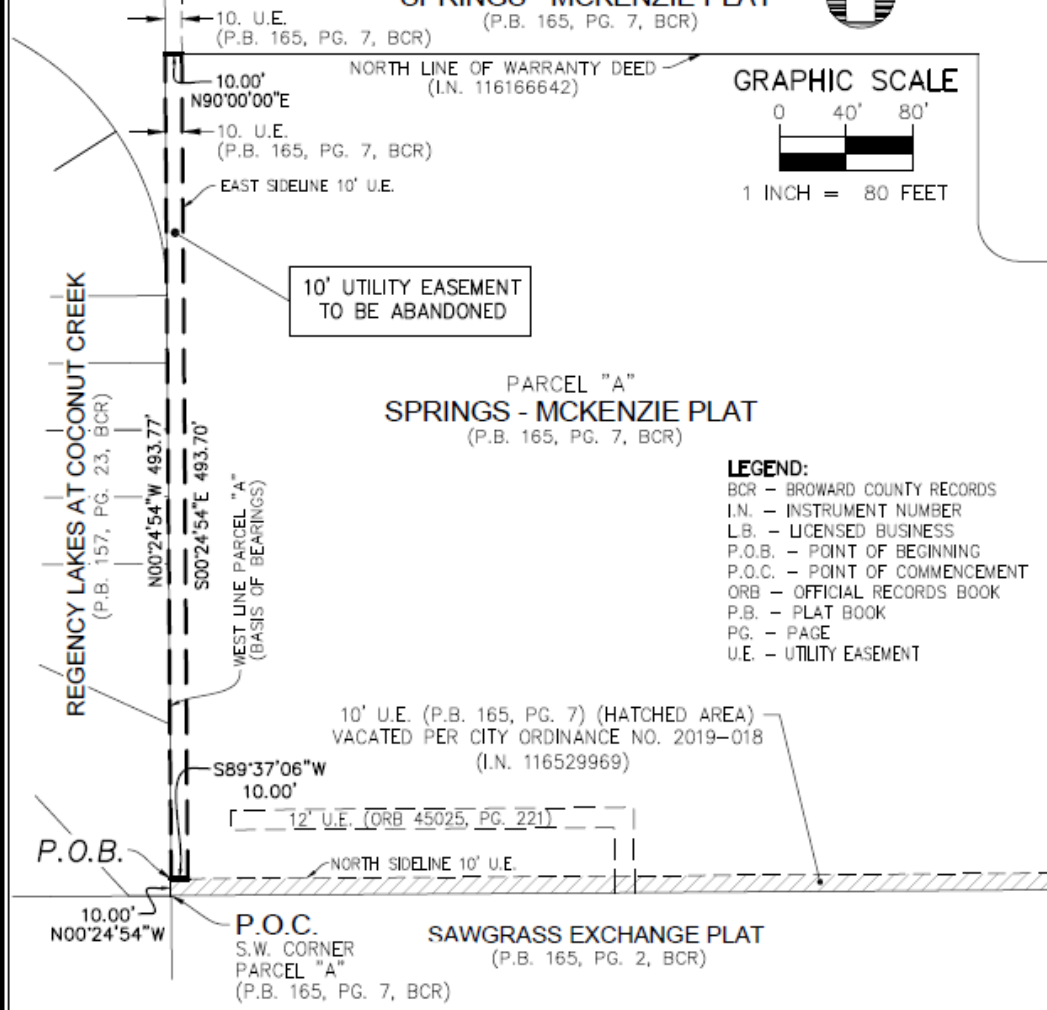 SPRINGS - MCKENZIE PLAT
(P.B. 165, PG. 7, BCR)
10. U.E.
(P.B. 165, PG. 7, BCR)
NORTH LINE OF WARRANTY DEED
(I.N. 116166642)
10.00'
N90°00'00"E
10. U.E.
(P.B. 165, PG. 7, BCR)
EAST SIDELINE 10' U.E.
GRAPHIC SCALE
0 40' 80'
1 INCH = 80 FEET
10' UTILITY EASEMENT
TO BE ABANDONED
REGENCY LAKES AT COCONUT CREEK
(P.B. 157, PG. 23, BCR)
N00°24'54"W 493.77'
S00°24'54"E 493.70'
WEST LINE PARCEL "A"
(BASIS OF BEARINGS)
PARCEL "A"
SPRINGS - MCKENZIE PLAT
(P.B. 165, PG. 7, BCR)
LEGEND:
BCR – BROWARD COUNTY RECORDS
I.N. – INSTRUMENT NUMBER
L.B. – LICENSED BUSINESS
P.O.B. – POINT OF BEGINNING
P.O.C. – POINT OF COMMENCEMENT
ORB – OFFICIAL RECORDS BOOK
P.B. – PLAT BOOK
PG. – PAGE
U.E. – UTILITY EASEMENT
10' U.E. (P.B. 165, PG. 7) (HATCHED AREA)
VACATED PER CITY ORDINANCE NO. 2019–018
(I.N. 116529969)
S89°37'06"W
10.00'
12' U.E. (ORB 45025, PG. 221)
P.O.B.
NORTH SIDELINE 10' U.E.
10.00'
N00°24'54"W
P.O.C.
S.W. CORNER
PARCEL "A"
(P.B. 165, PG. 7, BCR)
SAWGRASS EXCHANGE PLAT
(P.B. 165, PG. 2, BCR)